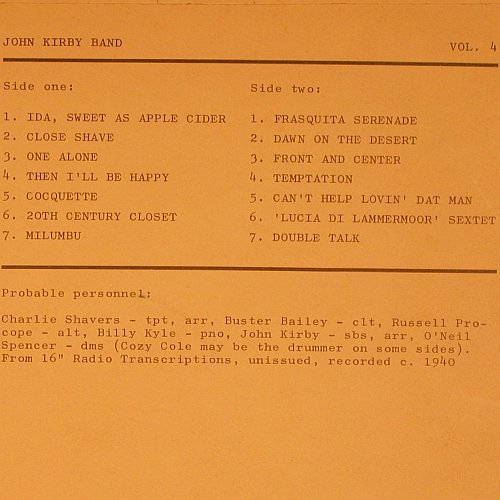 JOHN KIRBY BAND
VOL. 4
Side one:
1. IDA, SWEET AS APPLE CIDER
2. CLOSE SHAVE
3. ONE ALONE
4. THEN I'LL BE HAPPY
5. COCQUETTE
6. 20TH CENTURY CLOSET
7. MILUMBU
Side two:
1. FRASQUITA SERENADE
2. DAWN ON THE DESERT
3. FRONT AND CENTER
4. TEMPTATION
5. CAN'T HELP LOVIN' DAT MAN
6. 'LUCIA DI LAMMERMOOR' SEXTET
7. DOUBLE TALK
Probable personnel:
Charlie Shavers - tpt, arr, Buster Bailey - clt, Russell Pro-
cope - alt, Billy Kyle - pno, John Kirby - sbs, arr, O'Neil
Spencer - dms (Cozy Cole may be the drummer on some sides).
From 16" Radio Transcriptions, unissued, recorded c. 1940